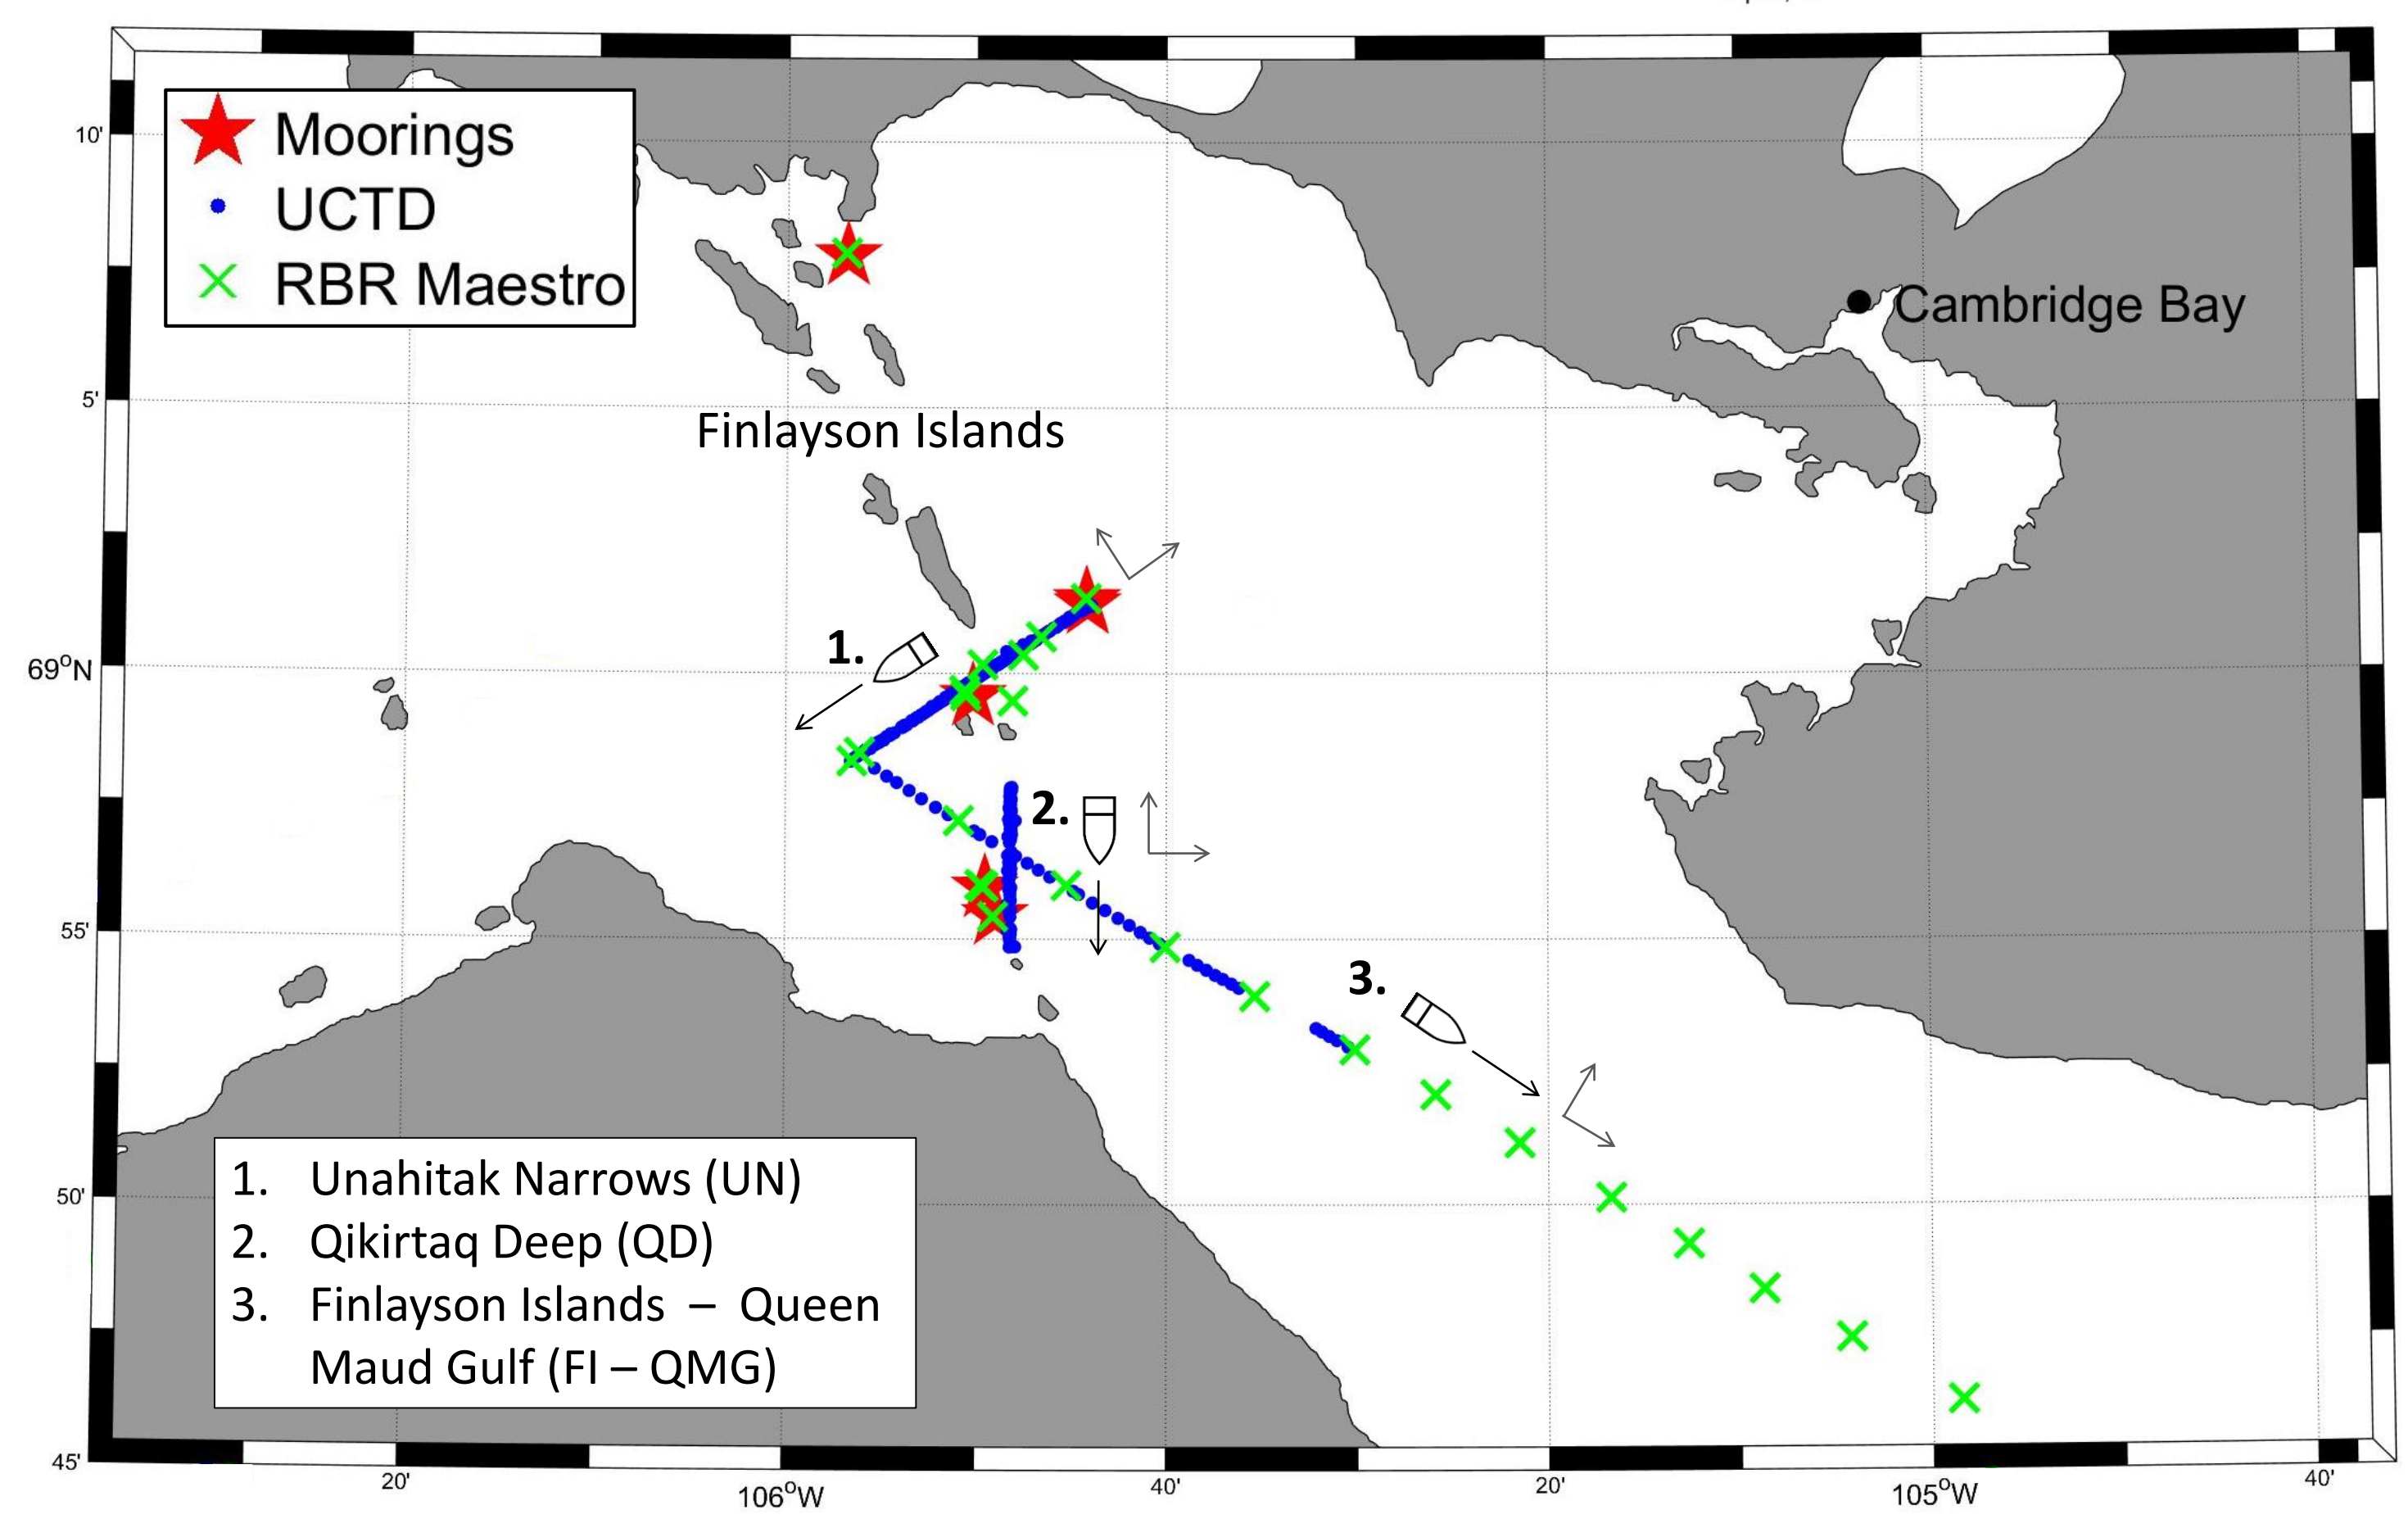 Moorings
UCTD
RBR Maestro
10'
5'
69°N
55'
50'
45'
Cambridge Bay
Finlayson Islands
1.
2.
3.
1. Unahitak Narrows (UN)
2. Qikirtaq Deep (QD)
3. Finlayson Islands – Queen
Maud Gulf (FI – QMG)
20'
106°W
40'
20'
105°W
40'